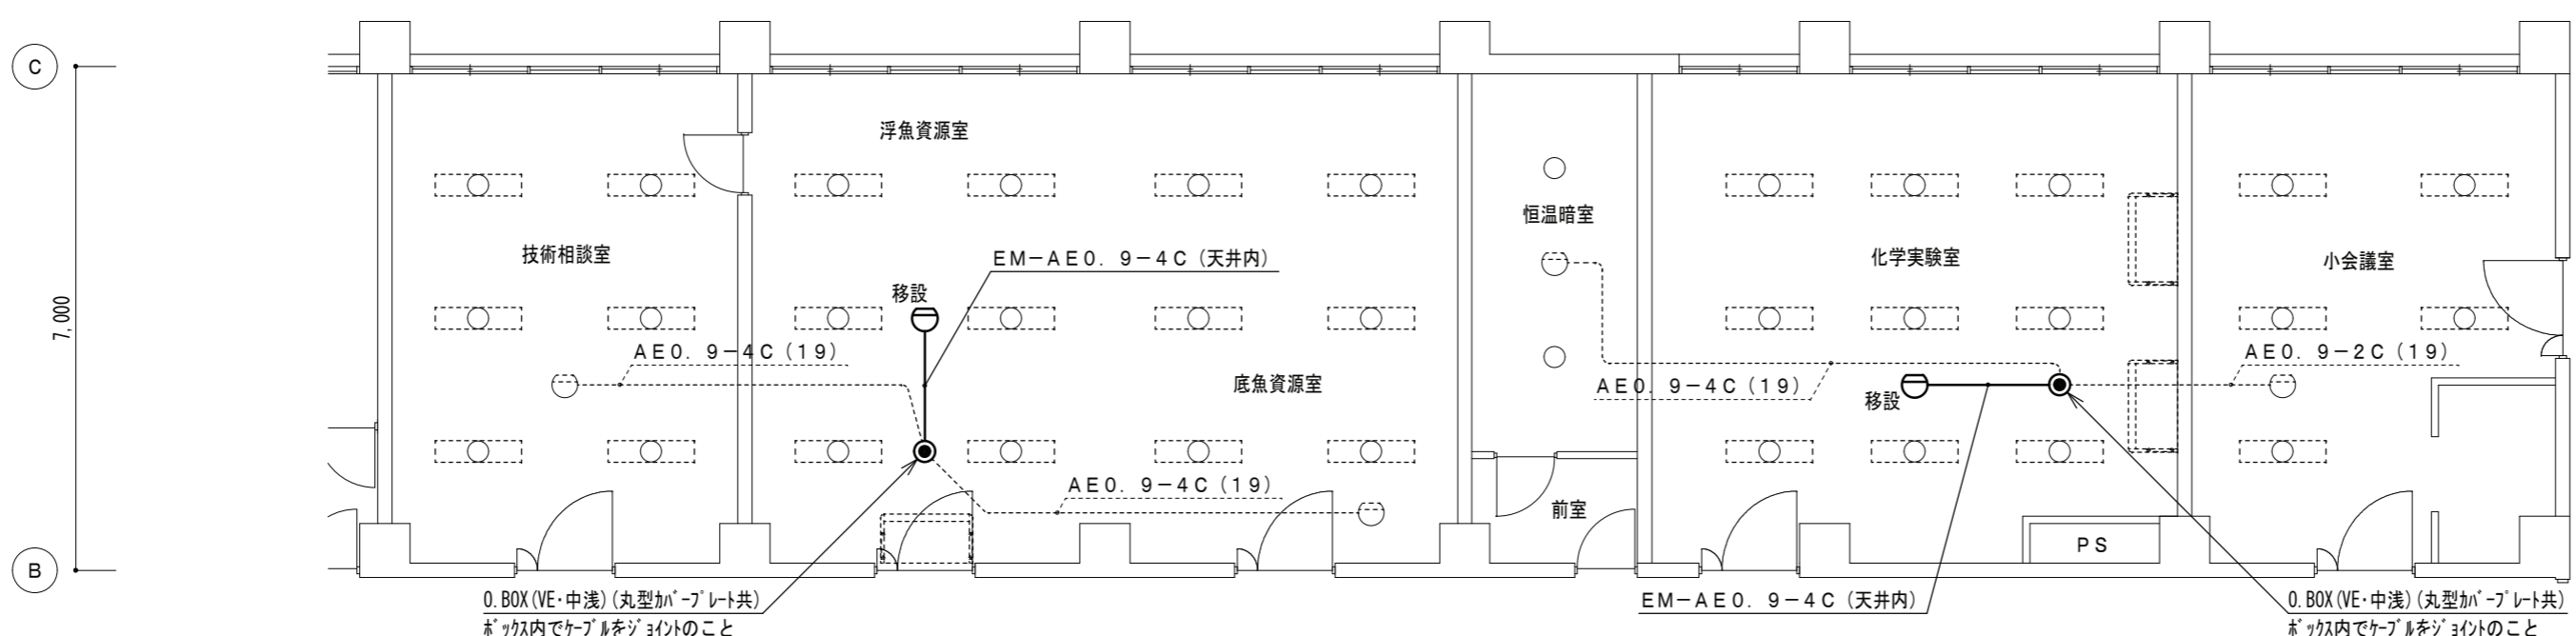 C
浮魚資源室
恒温暗室
技術相談室
EM-AE0.9-4C(天井内)
化学実験室
小会議室
移設
7,000
AE0.9-4C(19)
AE0.9-2C(19)
底魚資源室
AE0.9-4C(19)
移設
AE0.9-4C(19)
前室
PS
B
O.BOX(VE・中浅)(丸型ｶﾊﾞｰﾌﾟﾚｰﾄ共)
ﾎﾞｯｸｽ内でｹｰﾌﾞﾙをｼﾞｮｲﾝﾄのこと
EM-AE0.9-4C(天井内)
O.BOX(VE・中浅)(丸型ｶﾊﾞｰﾌﾟﾚｰﾄ共)
ﾎﾞｯｸｽ内でｹｰﾌﾞﾙをｼﾞｮｲﾝﾄのこと